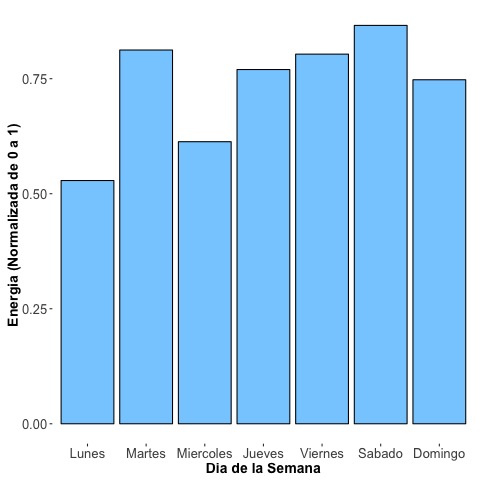 Energia (Normalizada de 0 a 1)
0.75
0.50
0.25
0.00
Lunes Martes Miercoles Jueves Viernes Sabado Domingo
Dia de la Semana